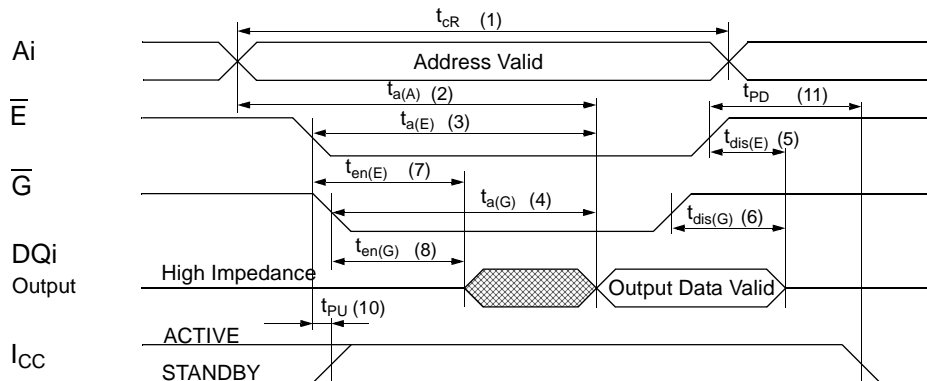 tcR (1)
Ai
Address Valid
ta(A) (2)
tPD (11)
E
ta(E) (3)
tdis(E) (5)
ten(E) (7)
G
ta(G) (4)
tdis(G) (6)
DQi
ten(G) (8)
Output
High Impedance
Output Data Valid
tPU (10)
ACTIVE
ICC
STANDBY